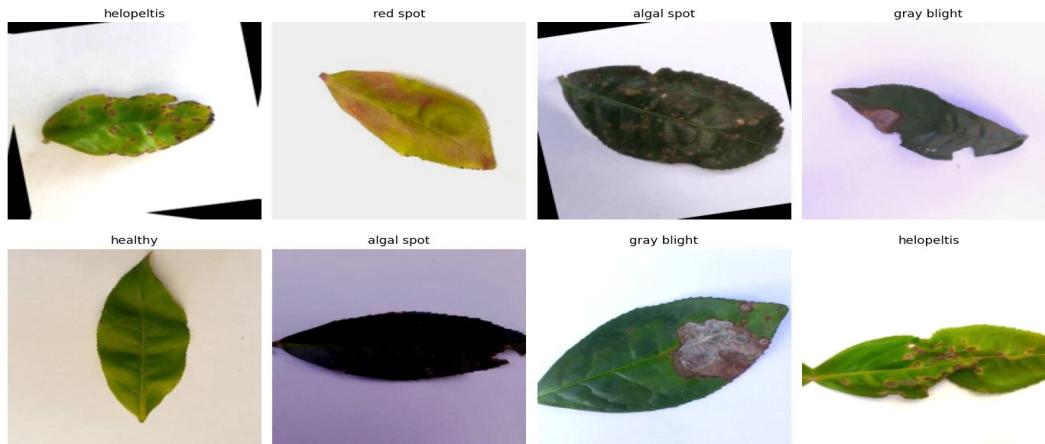 helopeltis
red spot
algal spot
gray blight
healthy
algal spot
gray blight
helopeltis